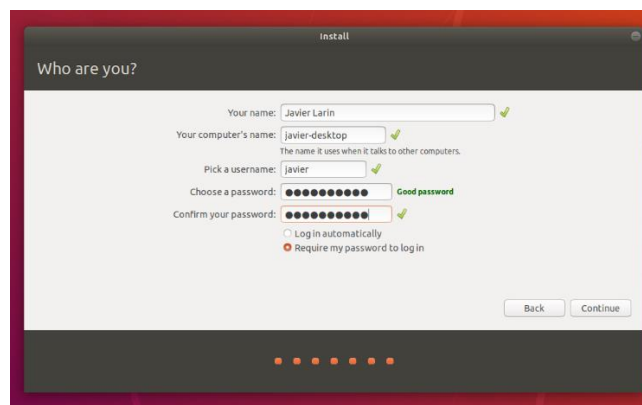 Install
Who are you?
Your name: Javier Larin
Your computer's name: javier-desktop
The name it uses when it talks to other computers.
Pick a username: javier
Choose a password: ●●●●●●●●●● Good password
Confirm your password: ●●●●●●●●●●
Log in automatically
Require my password to log in
Back Continue